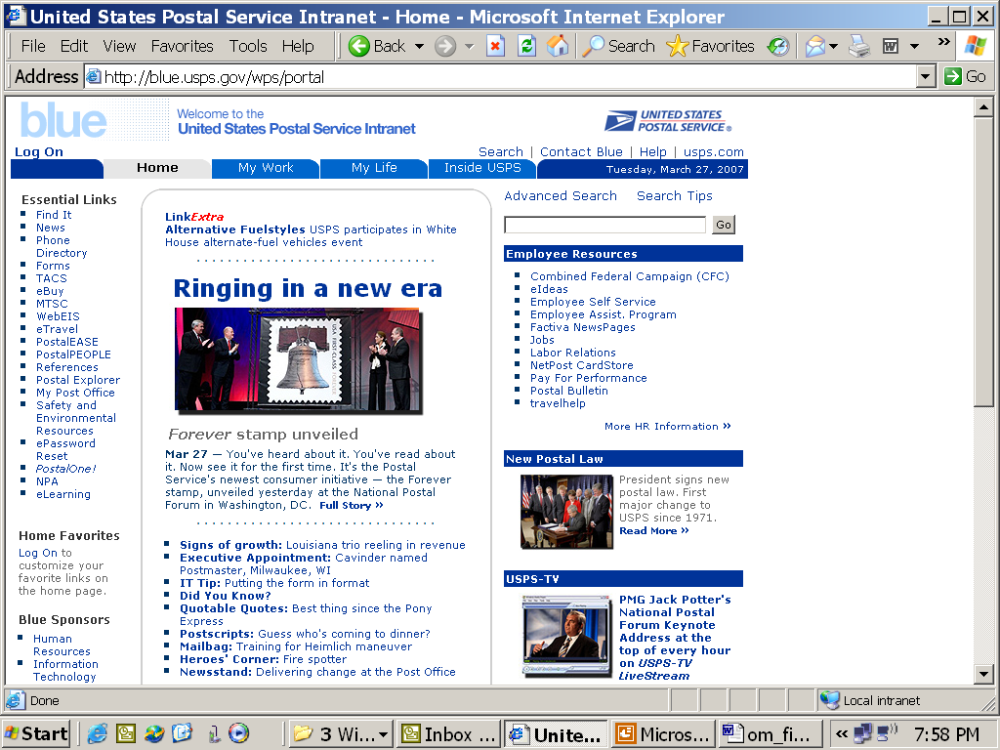 United States Postal Service Intranet - Home - Microsoft Internet Explorer
File Edit View Favorites Tools Help
Back
Search Favorites
Address http://blue.usps.gov/wps/portal Go
blue
Welcome to the
United States Postal Service Intranet
UNITED STATES
POSTAL SERVICE®
Log On
Search | Contact Blue | Help | usps.com
Home My Work My Life Inside USPS Tuesday, March 27, 2007
Essential Links
Find It
News
Phone
Directory
Forms
TACS
eBuy
MTSC
WebEIS
eTravel
PostalEASE
PostalPEOPLE
References
Postal Explorer
My Post Office
Safety and
Environmental
Resources
ePassword
Reset
PostalOne!
NPA
eLearning
Home Favorites
Log On to
customize your
favorite links on
the home page.
Blue Sponsors
Human
Resources
Information
Technology
LinkExtra
Alternative Fuelstyles USPS participates in White
House alternate-fuel vehicles event
Ringing in a new era
Forever stamp unveiled
Mar 27 — You've heard about it. You've read about
it. Now see it for the first time. It's the Postal
Service's newest consumer initiative — the Forever
stamp, unveiled yesterday at the National Postal
Forum in Washington, DC. Full Story »
Signs of growth: Louisiana trio reeling in revenue
Executive Appointment: Cavinder named
Postmaster, Milwaukee, WI
IT Tip: Putting the form in format
Did You Know?
Quotable Quotes: Best thing since the Pony
Express
Postscripts: Guess who's coming to dinner?
Mailbag: Training for Heimlich maneuver
Heroes' Corner: Fire spotter
Newsstand: Delivering change at the Post Office
Advanced Search Search Tips
Go
Employee Resources
Combined Federal Campaign (CFC)
eIdeas
Employee Self Service
Employee Assist. Program
Factiva NewsPages
Jobs
Labor Relations
NetPost CardStore
Pay For Performance
Postal Bulletin
travelhelp
More HR Information »
New Postal Law
President signs new
postal law. First
major change to
USPS since 1971.
Read More »
USPS-TV
PMG Jack Potter's
National Postal
Forum Keynote
Address at the
top of every hour
on USPS-TV
LiveStream
Done Local intranet
Start 3 Wi... Inbox ... Unite... Micros... om_fi... 7:58 PM